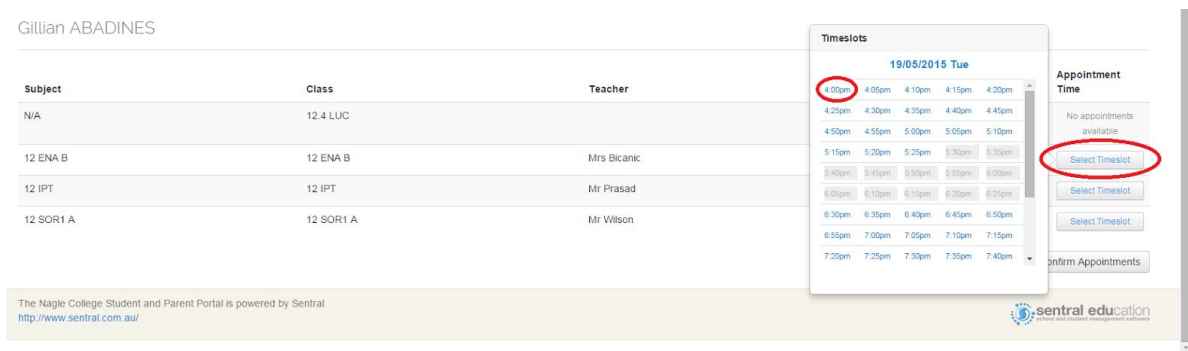 Gillian ABADINES
Timeslots
19/05/2015 Tue
Subject Class Teacher Appointment Time
4:00pm 4:05pm 4:10pm 4:15pm 4:20pm
4:25pm 4:30pm 4:35pm 4:40pm 4:45pm
4:50pm 4:55pm 5:00pm 5:05pm 5:10pm
5:15pm 5:20pm 5:25pm 5:30pm 5:35pm
5:40pm 5:45pm 5:50pm 5:55pm 6:00pm
6:05pm 6:10pm 6:15pm 6:20pm 6:25pm
6:30pm 6:35pm 6:40pm 6:45pm 6:50pm
6:55pm 7:00pm 7:05pm 7:10pm 7:15pm
7:20pm 7:25pm 7:30pm 7:35pm 7:40pm
N/A 12.4 LUC No appointments available
12 ENA B 12 ENA B Mrs Bicanic Select Timeslot
12 IPT 12 IPT Mr Prasad Select Timeslot
12 SOR1 A 12 SOR1 A Mr Wilson Select Timeslot
onfirm Appointments
The Nagle College Student and Parent Portal is powered by Sentral
http://www.sentral.com.au/
sentral education
school and student management software